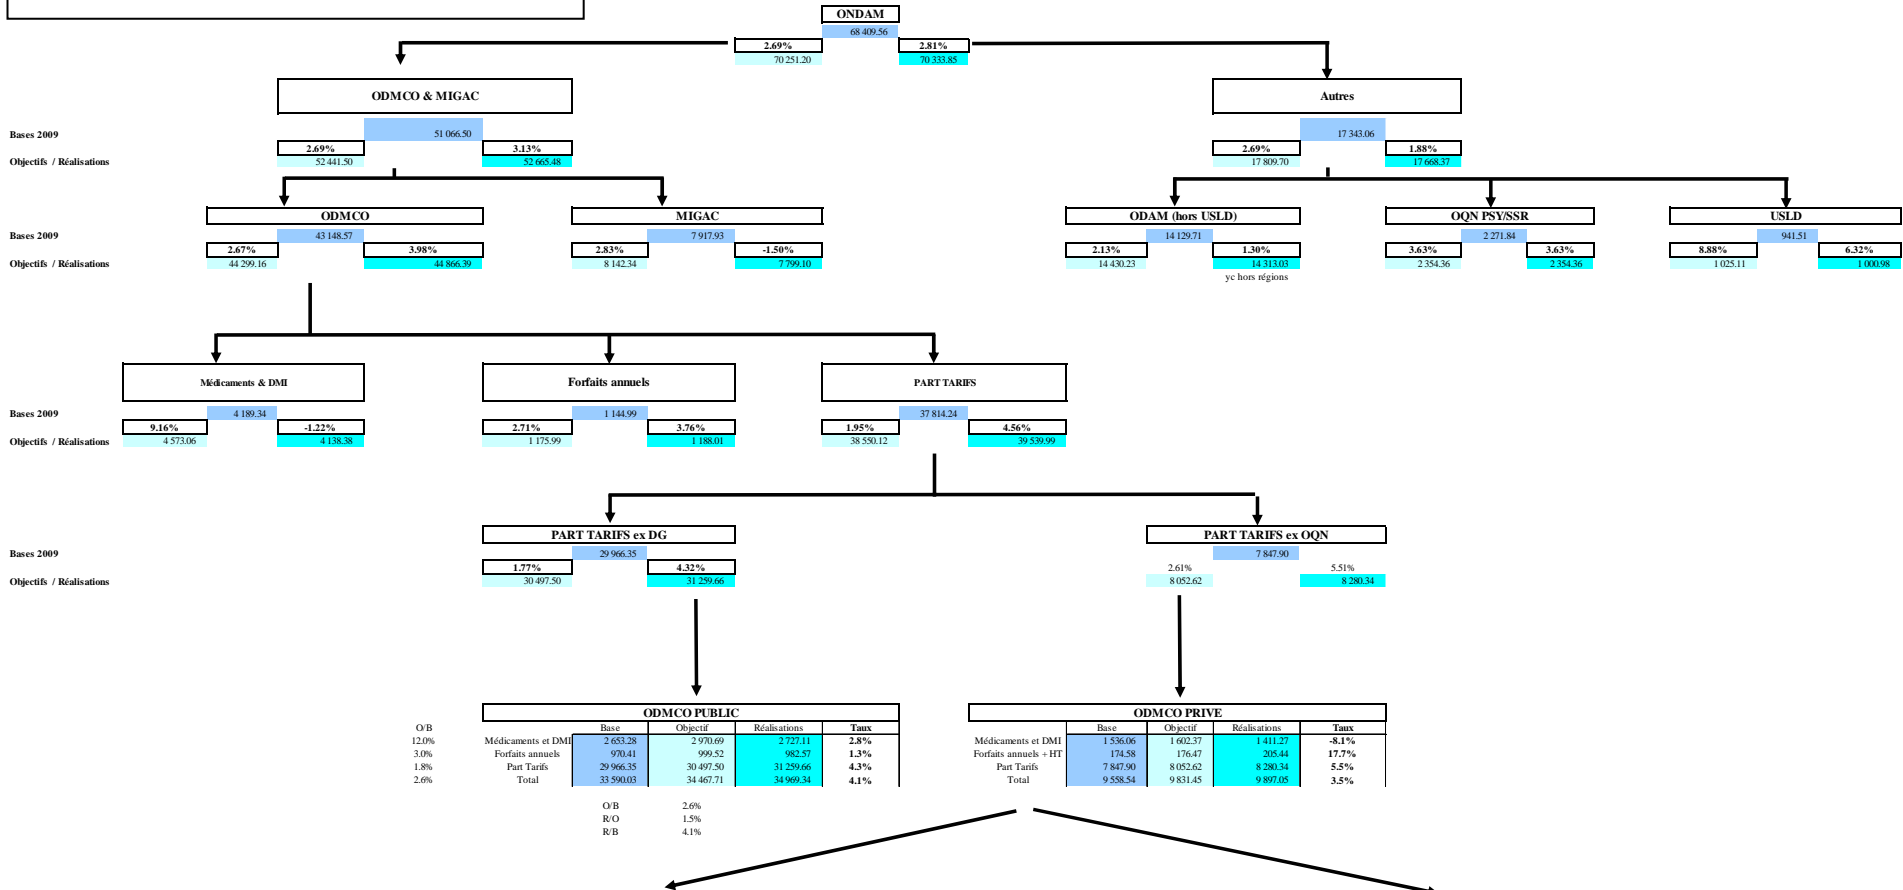 ONDAM
68 409.56
2.69% 2.81%
70 251.20 70 333.85
ODMCO & MIGAC Autres
Bases 2009 51 066.50 17 343.06
2.69% 3.13% 2.69% 1.88%
Objectifs / Réalisations 52 441.50 52 665.48 17 809.70 17 668.37
ODMCO MIGAC ODAM (hors USLD) OQN PSY/SSR USLD
Bases 2009 43 148.57 7 917.93 14 129.71 2 271.84 941.51
2.67% 3.98% 2.83% -1.50% 2.13% 1.30% 3.63% 3.63% 8.88% 6.32%
Objectifs / Réalisations 44 299.16 44 866.39 8 142.34 7 799.10 14 430.23 14 313.03 2 354.36 2 354.36 1 025.11 1 000.98
yc hors régions
Médicaments & DMI Forfaits annuels PART TARIFS
Bases 2009 4 189.34 1 144.99 37 814.24
9.16% -1.22% 2.71% 3.76% 1.95% 4.56%
Objectifs / Réalisations 4 573.06 4 138.38 1 175.99 1 188.01 38 550.12 39 539.99
PART TARIFS ex DG PART TARIFS ex OQN
Bases 2009 29 966.35 7 847.90
1.77% 4.32% 2.61% 5.51%
Objectifs / Réalisations 30 497.50 31 259.66 8 052.62 8 280.34
ODMCO PUBLIC ODMCO PRIVE
O/B Base Objectif Réalisations Taux Base Objectif Réalisations Taux
12.0% Médicaments et DMI 2 653.28 2 970.69 2 727.11 2.8% Médicaments et DMI 1 536.06 1 602.37 1 411.27 -8.1%
3.0% Forfaits annuels 970.41 999.52 982.57 1.3% Forfaits annuels + HT 174.58 176.47 205.44 17.7%
1.8% Part Tarifs 29 966.35 30 497.50 31 259.66 4.3% Part Tarifs 7 847.90 8 052.62 8 280.34 5.5%
2.6% Total 33 590.03 34 467.71 34 969.34 4.1% Total 9 558.54 9 831.45 9 897.05 3.5%
O/B 2.6%
R/O 1.5%
R/B 4.1%